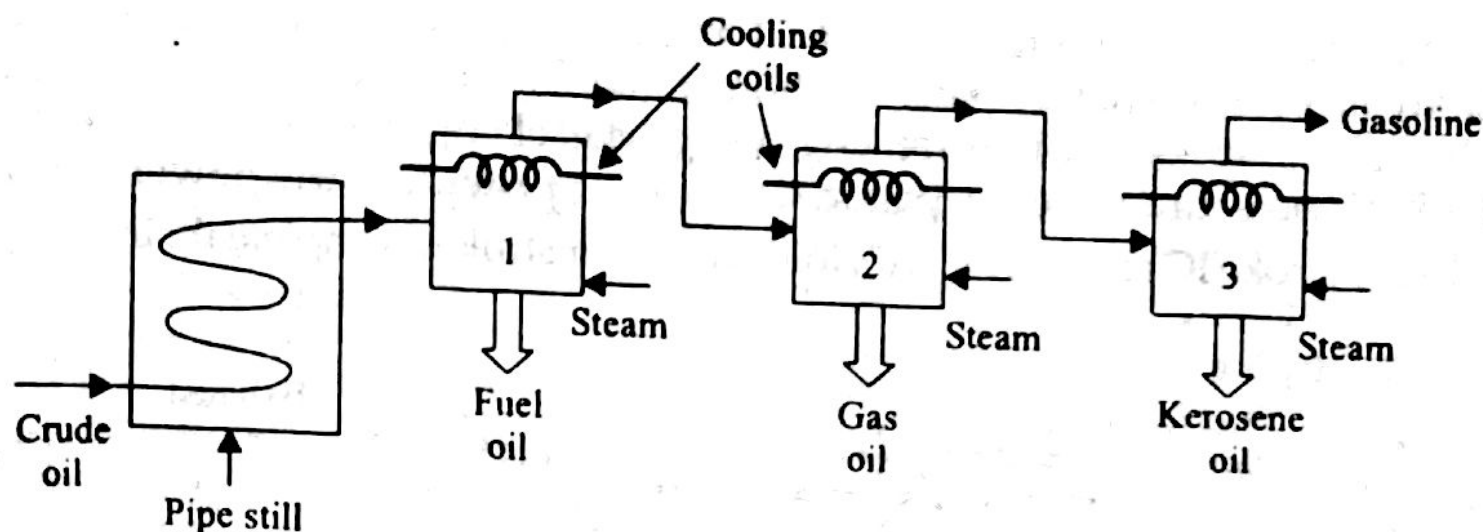 Cooling
coils
Gasoline
1
2
3
Steam
Steam
Steam
Crude
oil
Pipe still
Fuel
oil
Gas
oil
Kerosene
oil